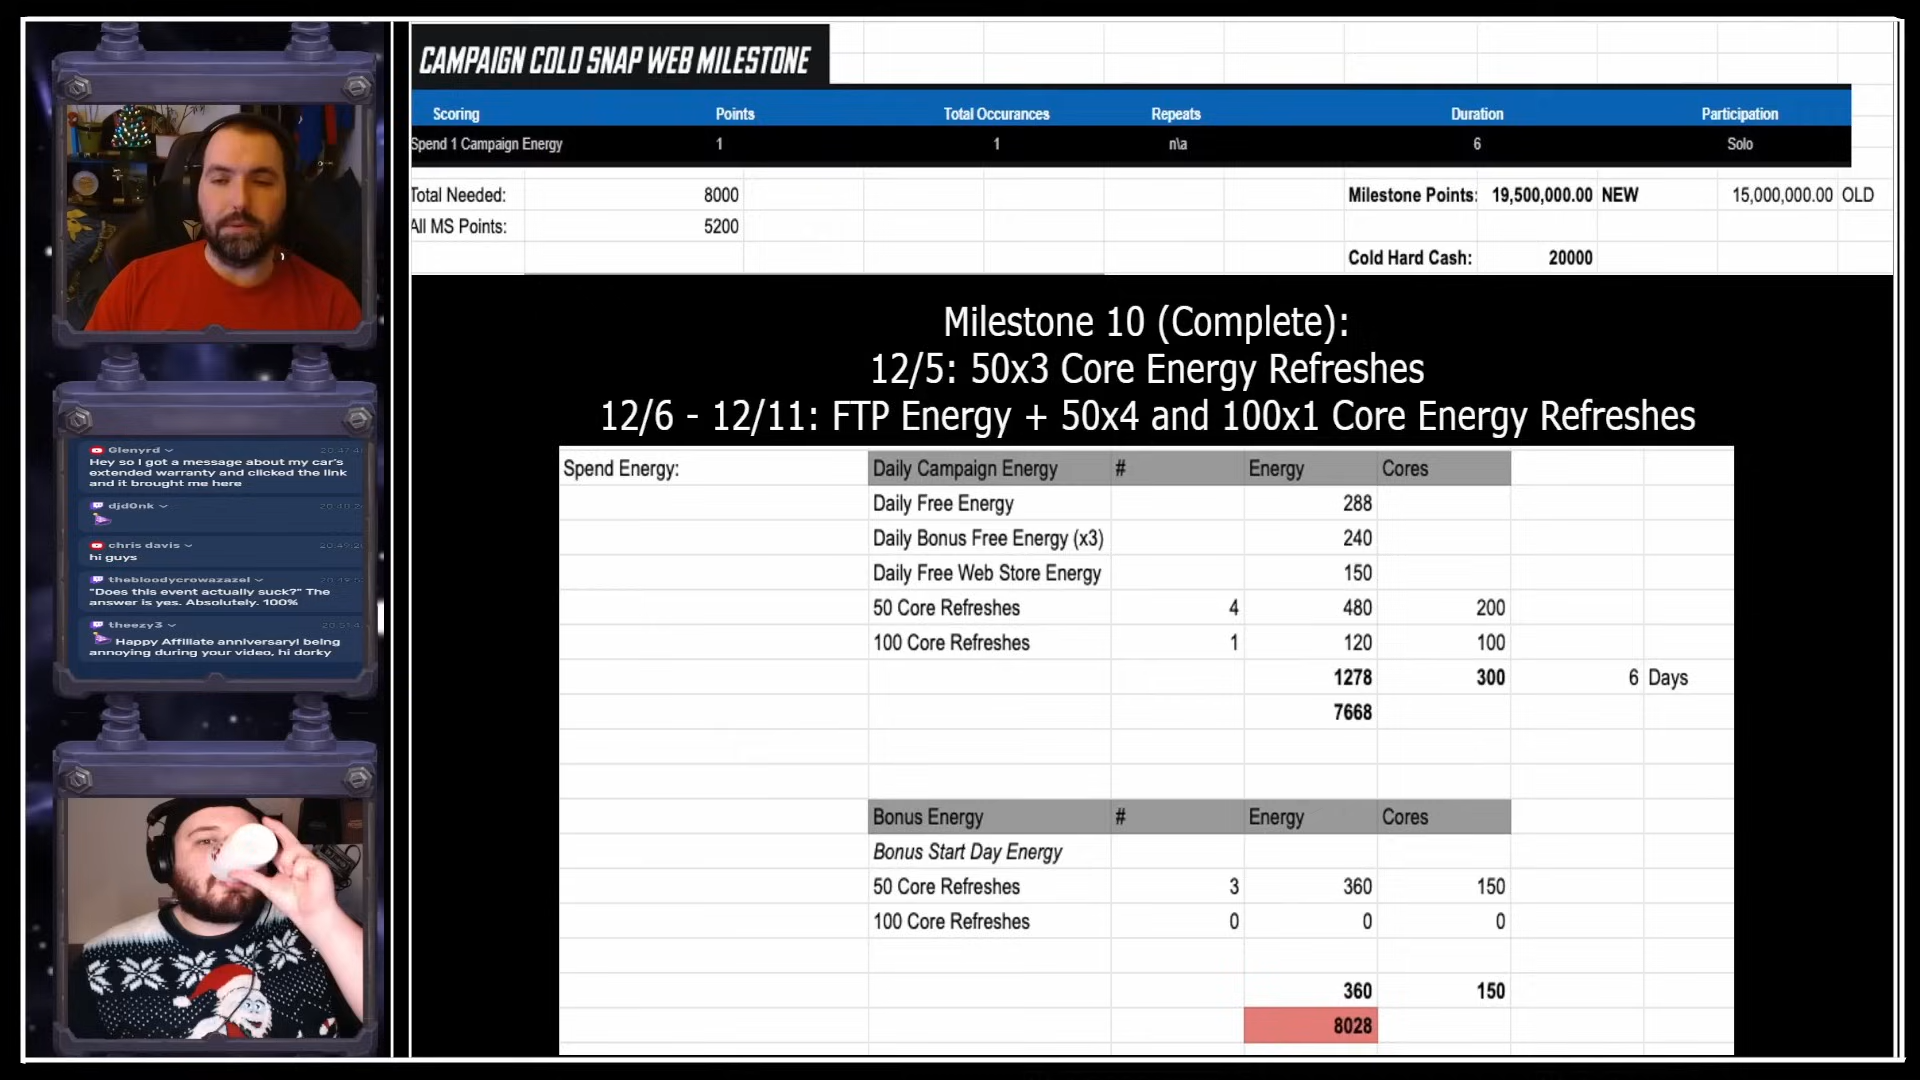 CAMPAIGN COLD SNAP WEB MILESTONE
Scoring Points Total Occurances Repeats Duration Participation
Spend 1 Campaign Energy 1 1 n\a 6 Solo
Total Needed: 8000 Milestone Points: 19,500,000.00 NEW 15,000,000.00 OLD
All MS Points: 5200
Cold Hard Cash: 20000
Milestone 10 (Complete):
12/5: 50x3 Core Energy Refreshes
12/6 - 12/11: FTP Energy + 50x4 and 100x1 Core Energy Refreshes
Spend Energy: Daily Campaign Energy # Energy Cores
Daily Free Energy 288
Daily Bonus Free Energy (x3) 240
Daily Free Web Store Energy 150
50 Core Refreshes 4 480 200
100 Core Refreshes 1 120 100
1278 300 6 Days
7668
Bonus Energy # Energy Cores
Bonus Start Day Energy
50 Core Refreshes 3 360 150
100 Core Refreshes 0 0 0
360 150
8028
Glenyrd
Hey so I got a message about my car's
extended warranty and clicked the link
and it brought me here
djd0nk
chris davis
hi guys
thebloodycrowazazel
"Does this event actually suck?" The
answer is yes. Absolutely. 100%
theezy3
Happy Affiliate anniversary! being
annoying during your video, hi dorky